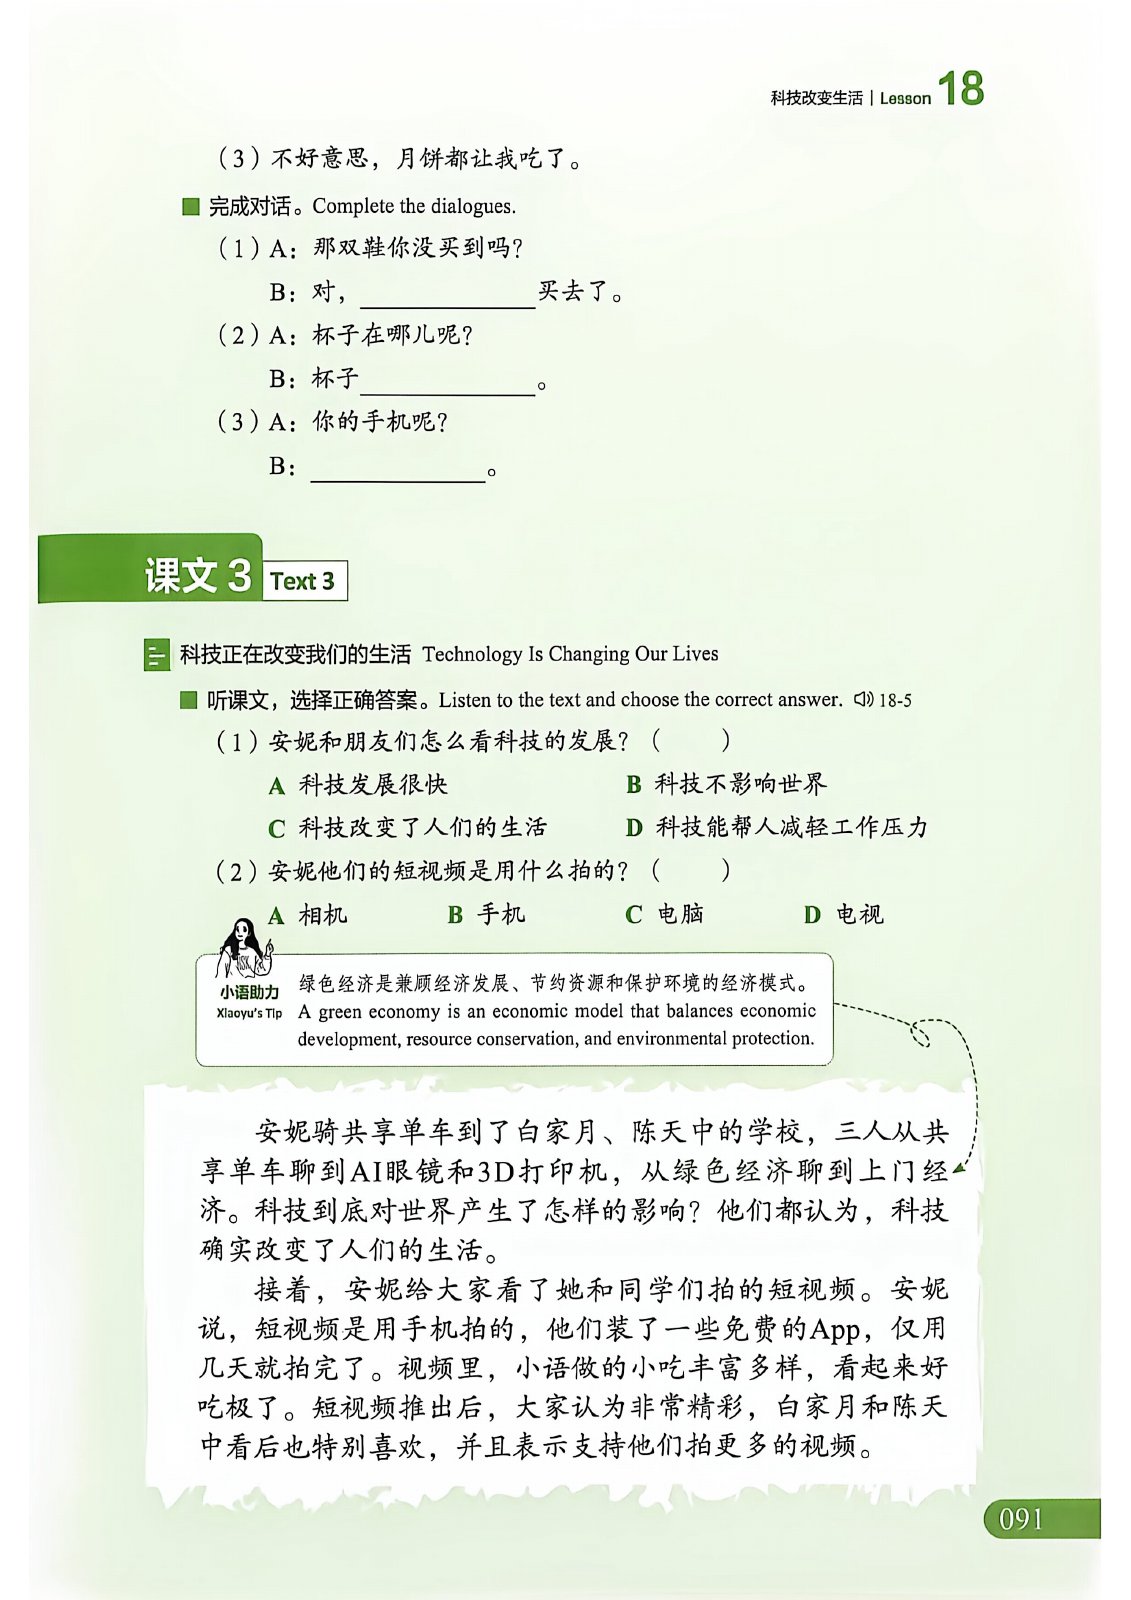 科技改变生活 | Lesson 18
（3）不好意思，月饼都让我吃了。
完成对话。Complete the dialogues.
（1）A：那双鞋你没买到吗？
B：对，______________买去了。
（2）A：杯子在哪儿呢？
B：杯子______________。
（3）A：你的手机呢？
B：______________。
课文 3 Text 3
科技正在改变我们的生活 Technology Is Changing Our Lives
听课文，选择正确答案。Listen to the text and choose the correct answer. 18-5
（1）安妮和朋友们怎么看科技的发展？（ ）
A 科技发展很快 B 科技不影响世界
C 科技改变了人们的生活 D 科技能帮人减轻工作压力
（2）安妮他们的短视频是用什么拍的？（ ）
A 相机 B 手机 C 电脑 D 电视
小语助力
Xiaoyu's Tip
绿色经济是兼顾经济发展、节约资源和保护环境的经济模式。
A green economy is an economic model that balances economic
development, resource conservation, and environmental protection.
安妮骑共享单车到了白家月、陈天中的学校，三人从共
享单车聊到AI眼镜和3D打印机，从绿色经济聊到上门经
济。科技到底对世界产生了怎样的影响？他们都认为，科技
确实改变了人们的生活。
接着，安妮给大家看了她和同学们拍的短视频。安妮
说，短视频是用手机拍的，他们装了一些免费的App，仅用
几天就拍完了。视频里，小语做的小吃丰富多样，看起来好
吃极了。短视频推出后，大家认为非常精彩，白家月和陈天
中看后也特别喜欢，并且表示支持他们拍更多的视频。
091